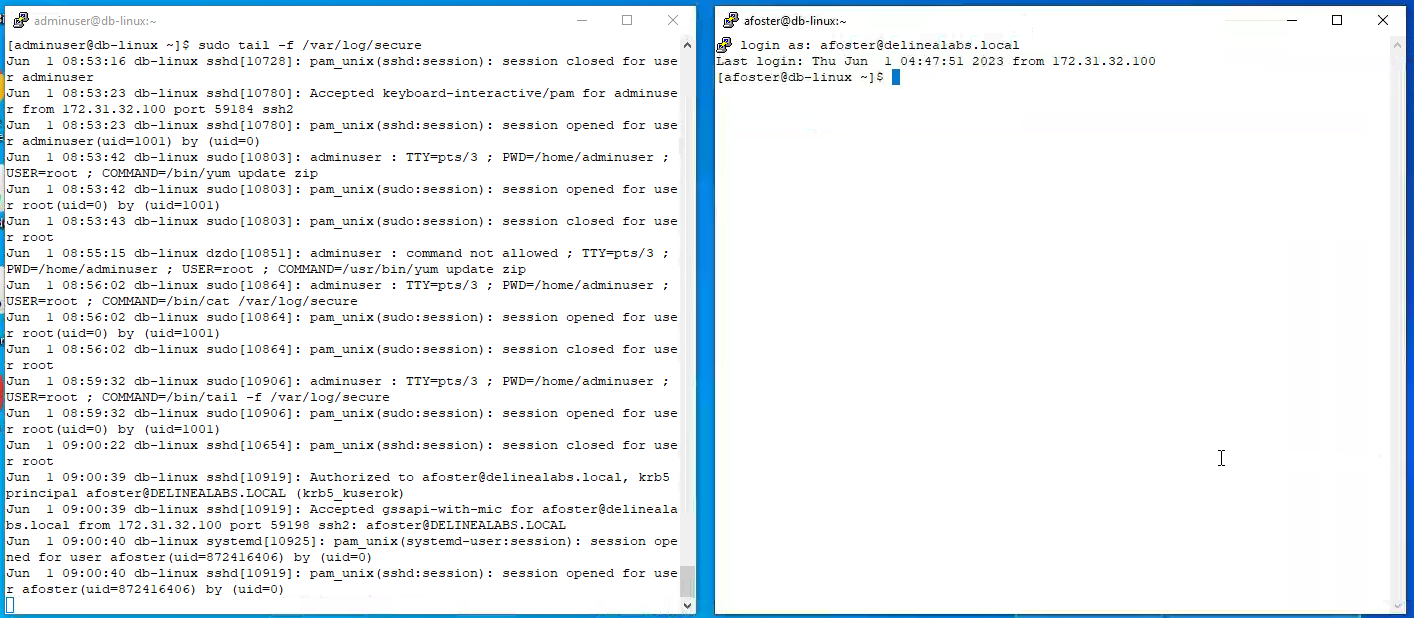 adminuser@db-linux:~
[adminuser@db-linux ~]$ sudo tail -f /var/log/secure
Jun  1 08:53:16 db-linux sshd[10728]: pam_unix(sshd:session): session closed for use
r adminuser
Jun  1 08:53:23 db-linux sshd[10780]: Accepted keyboard-interactive/pam for adminuse
r from 172.31.32.100 port 59184 ssh2
Jun  1 08:53:23 db-linux sshd[10780]: pam_unix(sshd:session): session opened for use
r adminuser(uid=1001) by (uid=0)
Jun  1 08:53:42 db-linux sudo[10803]: adminuser : TTY=pts/3 ; PWD=/home/adminuser ;
USER=root ; COMMAND=/bin/yum update zip
Jun  1 08:53:42 db-linux sudo[10803]: pam_unix(sudo:session): session opened for use
r root(uid=0) by (uid=1001)
Jun  1 08:53:43 db-linux sudo[10803]: pam_unix(sudo:session): session closed for use
r root
Jun  1 08:55:15 db-linux dzdo[10851]: adminuser : command not allowed ; TTY=pts/3 ;
PWD=/home/adminuser ; USER=root ; COMMAND=/usr/bin/yum update zip
Jun  1 08:56:02 db-linux sudo[10864]: adminuser : TTY=pts/3 ; PWD=/home/adminuser ;
USER=root ; COMMAND=/bin/cat /var/log/secure
Jun  1 08:56:02 db-linux sudo[10864]: pam_unix(sudo:session): session opened for use
r root(uid=0) by (uid=1001)
Jun  1 08:56:02 db-linux sudo[10864]: pam_unix(sudo:session): session closed for use
r root
Jun  1 08:59:32 db-linux sudo[10906]: adminuser : TTY=pts/3 ; PWD=/home/adminuser ;
USER=root ; COMMAND=/bin/tail -f /var/log/secure
Jun  1 08:59:32 db-linux sudo[10906]: pam_unix(sudo:session): session opened for use
r root(uid=0) by (uid=1001)
Jun  1 09:00:22 db-linux sshd[10654]: pam_unix(sshd:session): session closed for use
r root
Jun  1 09:00:39 db-linux sshd[10919]: Authorized to afoster@delinealabs.local, krb5
principal afoster@DELINEALABS.LOCAL (krb5_kuserok)
Jun  1 09:00:39 db-linux sshd[10919]: Accepted gssapi-with-mic for afoster@delineala
bs.local from 172.31.32.100 port 59198 ssh2: afoster@DELINEALABS.LOCAL
Jun  1 09:00:40 db-linux systemd[10925]: pam_unix(systemd-user:session): session ope
ned for user afoster(uid=872416406) by (uid=0)
Jun  1 09:00:40 db-linux sshd[10919]: pam_unix(sshd:session): session opened for use
r afoster(uid=872416406) by (uid=0)
afoster@db-linux:~
login as: afoster@delinealabs.local
Last login: Thu Jun  1 04:47:51 2023 from 172.31.32.100
[afoster@db-linux ~]$